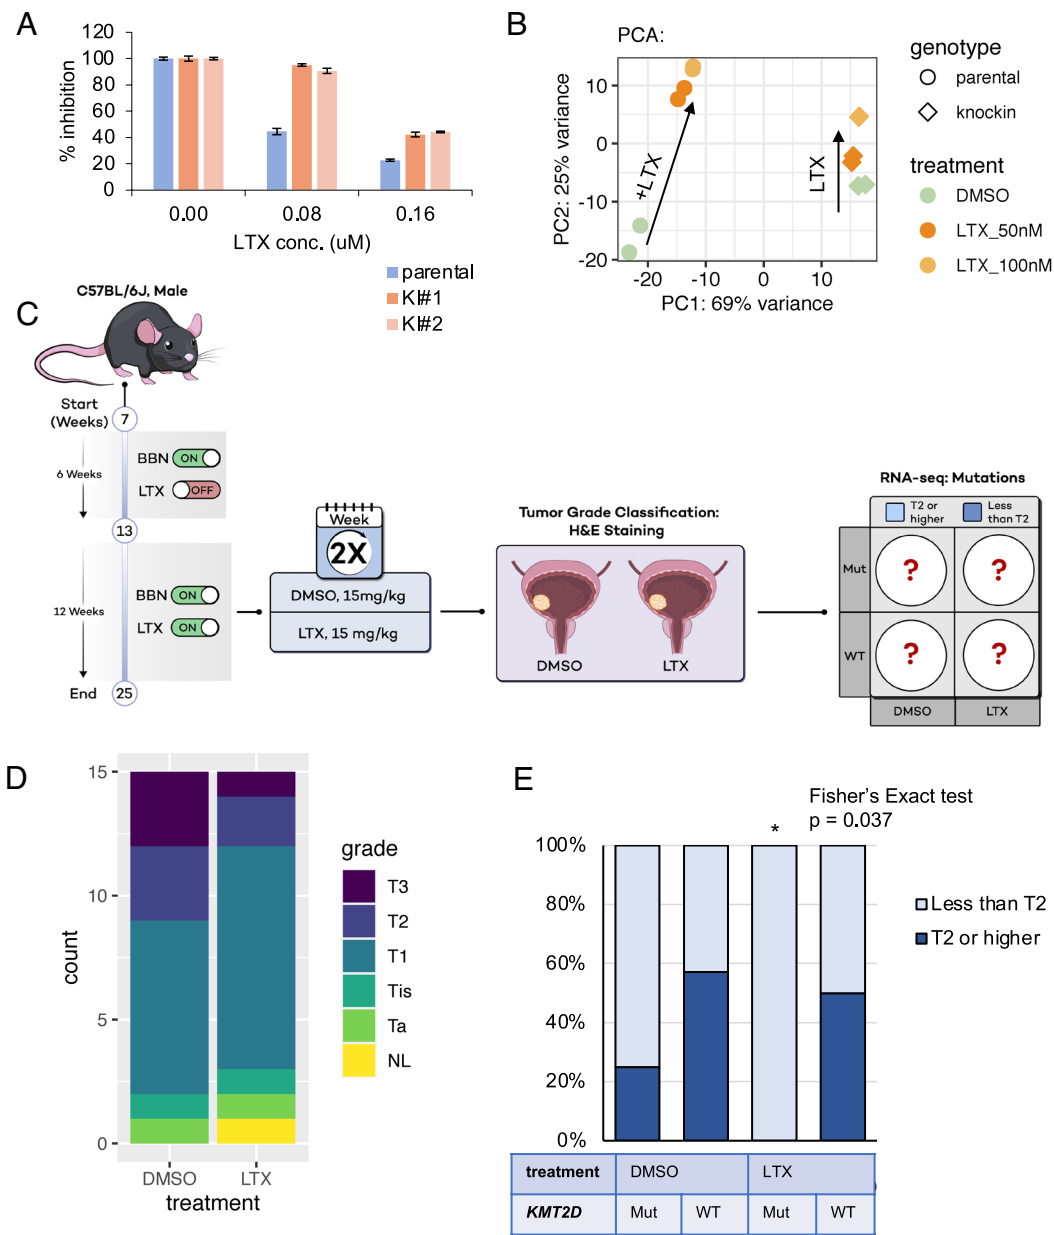 A
120
100
80
60
40
20
0
% inhibition
0.00
0.08
0.16
LTX conc. (uM)
parental
KI#1
KI#2
B
PCA:
10
0
-10
-20
PC2: 25% variance
+LTX
LTX
-20
-10
0
10
PC1: 69% variance
genotype
parental
knockin
treatment
DMSO
LTX_50nM
LTX_100nM
C
C57BL/6J, Male
Start
(Weeks)
7
6 Weeks
BBN
ON
LTX
OFF
13
12 Weeks
BBN
ON
LTX
ON
End
25
Week
2X
DMSO, 15mg/kg
LTX, 15 mg/kg
Tumor Grade Classification:
H&E Staining
DMSO
LTX
RNA-seq: Mutations
T2 or
higher
Less
than T2
Mut
?
?
WT
?
?
DMSO
LTX
D
15
10
5
0
count
DMSO
LTX
treatment
grade
T3
T2
T1
Tis
Ta
NL
E
Fisher's Exact test
p = 0.037
*
100%
80%
60%
40%
20%
0%
Less than T2
T2 or higher
treatment
DMSO
LTX
KMT2D
Mut
WT
Mut
WT